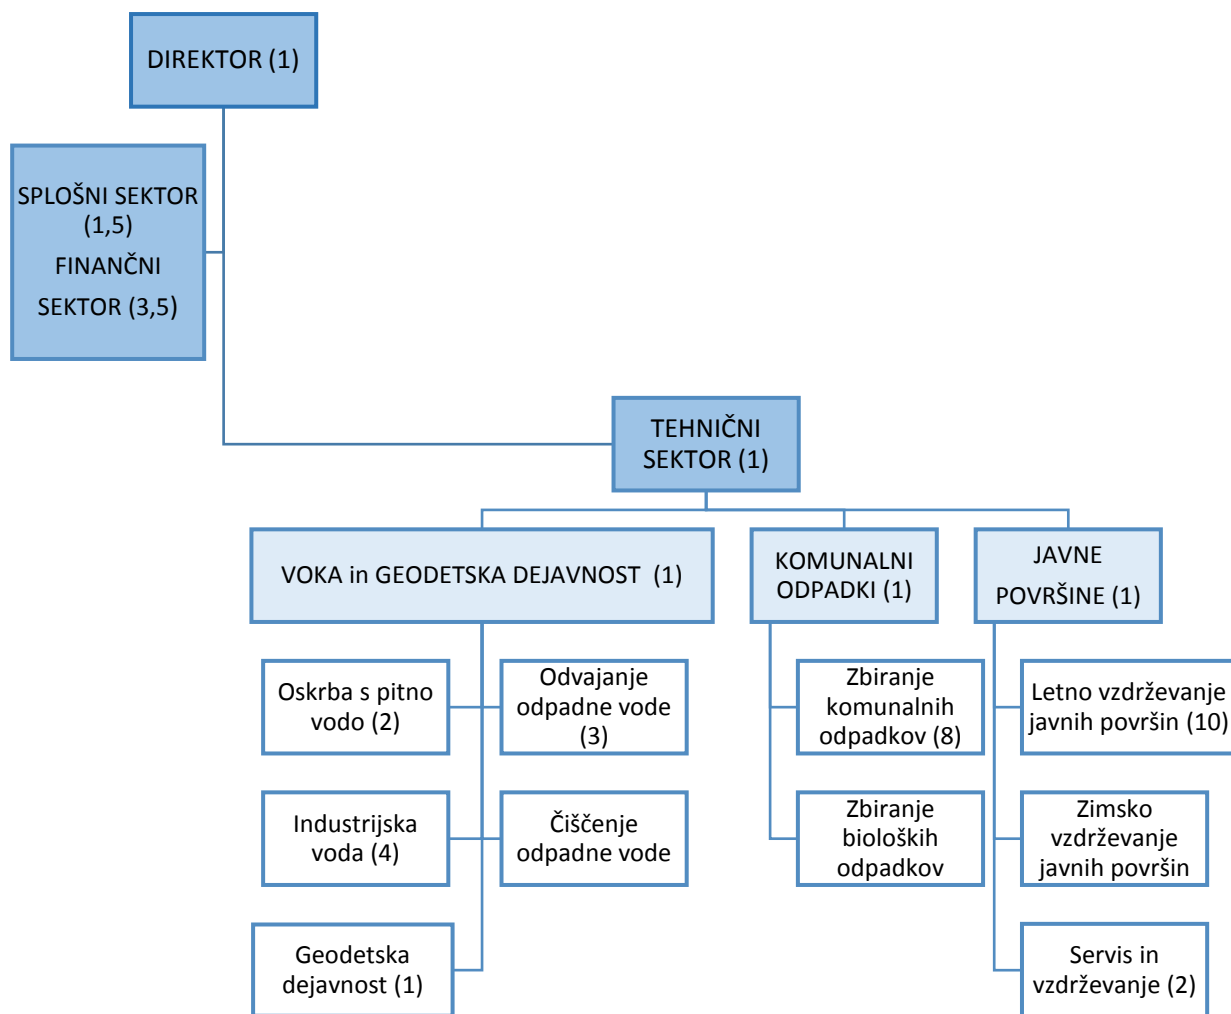 DIREKTOR (1)
SPLOŠNI SEKTOR
(1,5)
FINANČNI
SEKTOR (3,5)
TEHNIČNI
SEKTOR (1)
VOKA in GEODETSKA DEJAVNOST (1)
KOMUNALNI
ODPADKI (1)
JAVNE
POVRŠINE (1)
Oskrba s pitno
vodo (2)
Odvajanje
odpadne vode
(3)
Zbiranje
komunalnih
odpadkov (8)
Letno vzdrževanje
javnih površin (10)
Industrijska
voda (4)
Čiščenje
odpadne vode
Zbiranje
bioloških
odpadkov
Zimsko
vzdrževanje
javnih površin
Geodetska
dejavnost (1)
Servis in
vzdrževanje (2)